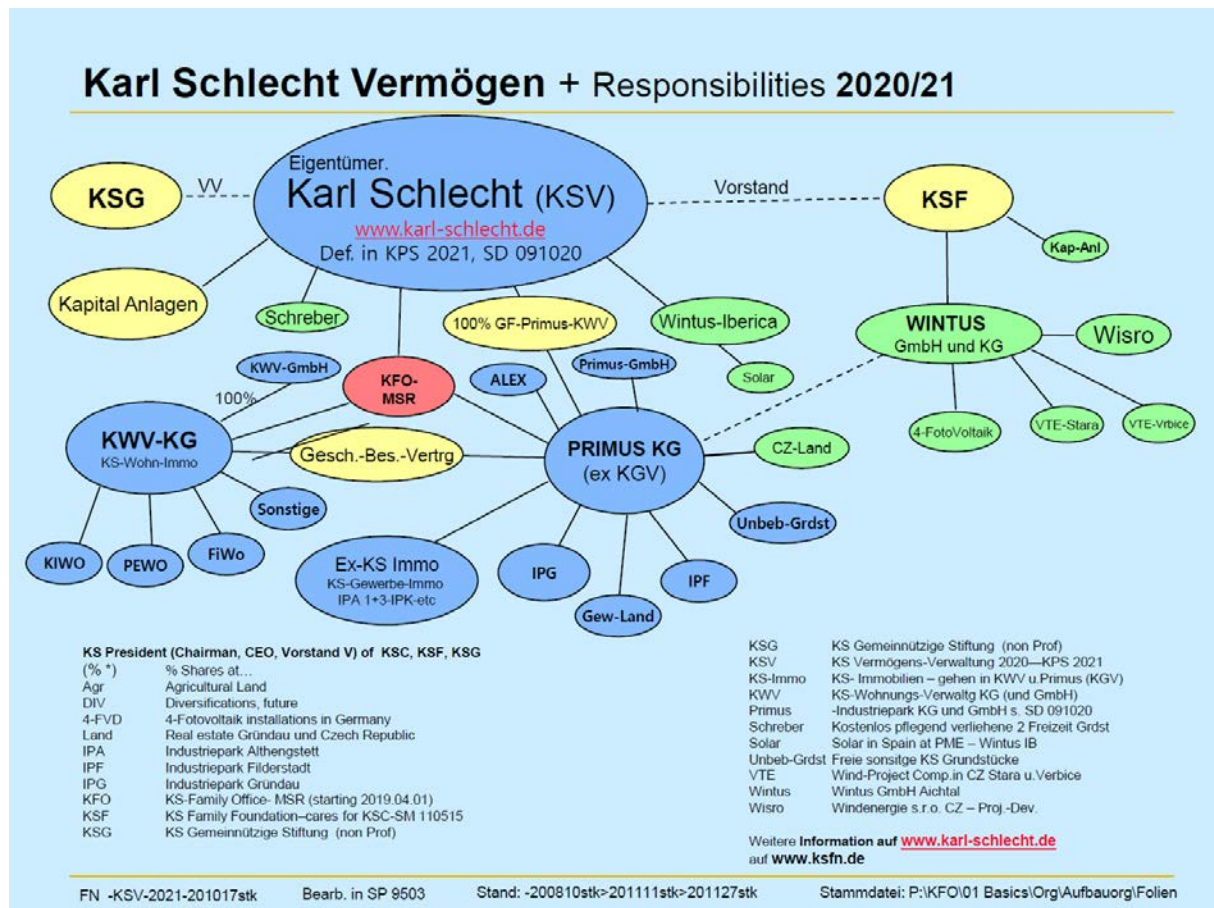 Karl Schlecht Vermögen + Responsibilities 2020/21
Eigentümer.
Karl Schlecht (KSV)
www.karl-schlecht.de
Def. in KPS 2021, SD 091020
KSG
VV
Vorstand
KSF
Kap-Anl
Kapital Anlagen
Schreber
100% GF-Primus-KWV
Wintus-Iberica
Solar
WINTUS
GmbH und KG
Wisro
KWV-GmbH
100%
KFO-
MSR
ALEX
Primus-GmbH
4-FotoVoltaik
VTE-Stara
VTE-Vrbice
KWV-KG
KS-Wohn-Immo
Gesch.-Bes.-Vertrg
PRIMUS KG
(ex KGV)
CZ-Land
Sonstige
Unbeb-Grdst
KIWO
PEWO
FiWo
Ex-KS Immo
KS-Gewerbe-Immo
IPA 1+3-IPK-etc
IPG
Gew-Land
IPF
KS President (Chairman, CEO, Vorstand V) of KSC, KSF, KSG
(% *) % Shares at…
Agr Agricultural Land
DIV Diversifications, future
4-FVD 4-Fotovoltaik installations in Germany
Land Real estate Gründau und Czech Republic
IPA Industriepark Althengstett
IPF Industriepark Filderstadt
IPG Industriepark Gründau
KFO KS-Family Office- MSR (starting 2019.04.01)
KSF KS Family Foundation–cares for KSC-SM 110515
KSG KS Gemeinnützige Stiftung (non Prof)
KSG KS Gemeinnützige Stiftung (non Prof)
KSV KS Vermögens-Verwaltung 2020—KPS 2021
KS-Immo KS- Immobilien – gehen in KWV u.Primus (KGV)
KWV KS-Wohnungs-Verwaltg KG (und GmbH)
Primus -Industriepark KG und GmbH s. SD 091020
Schreber Kostenlos pflegend verliehene 2 Freizeit Grdst
Solar Solar in Spain at PME – Wintus IB
Unbeb-Grdst Freie sonsitge KS Grundstücke
VTE Wind-Project Comp.in CZ Stara u.Verbice
Wintus Wintus GmbH Aichtal
Wisro Windenergie s.r.o. CZ – Proj.-Dev.
Weitere Information auf www.karl-schlecht.de
auf www.ksfn.de
FN -KSV-2021-201017stk Bearb. in SP 9503 Stand: -200810stk>201111stk>201127stk Stammdatei: P:\KFO\01 Basics\Org\Aufbauorg\Folien